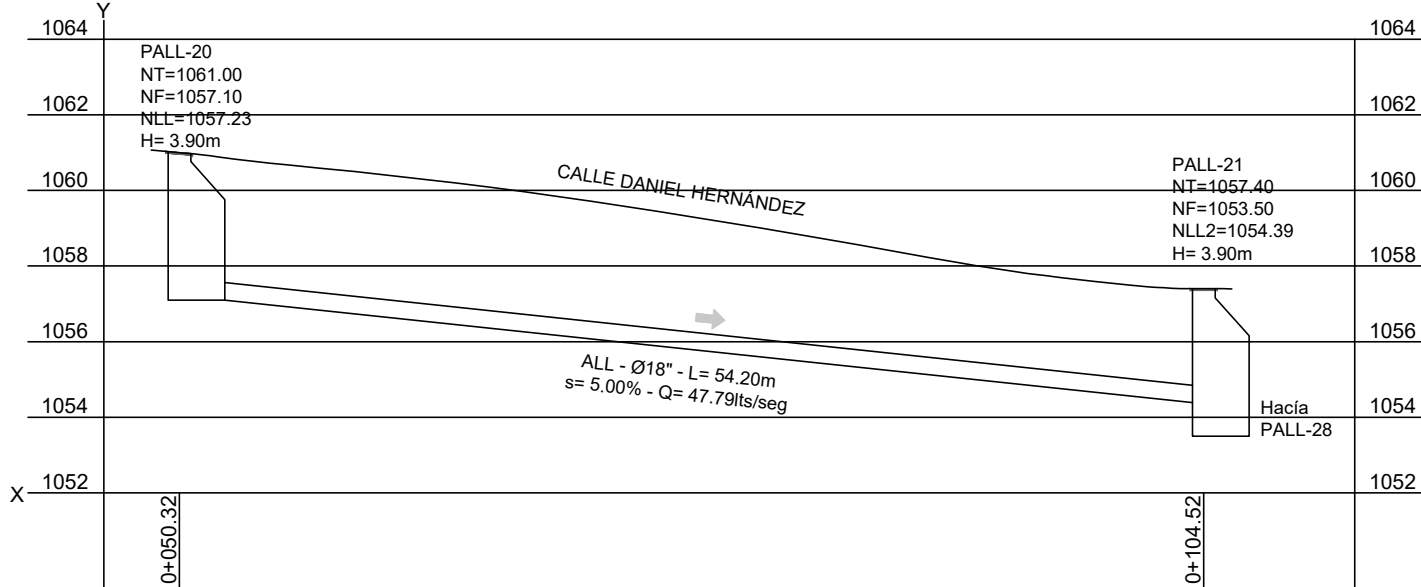 Y
1064
1064
PALL-20
NT=1061.00
NF=1057.10
NLL=1057.23
H= 3.90m
1062
1062
PALL-21
NT=1057.40
NF=1053.50
NLL2=1054.39
H= 3.90m
CALLE DANIEL HERNÁNDEZ
1060
1060
1058
1058
1056
1056
ALL - Ø18" - L= 54.20m
s= 5.00% - Q= 47.79lts/seg
1054
1054
Hacía
PALL-28
X
1052
1052
0+050.32
0+104.52